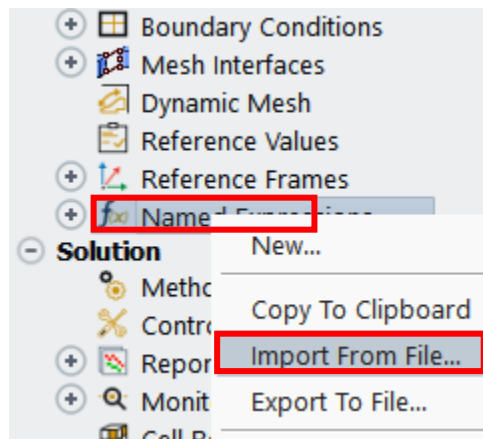 Boundary Conditions
Mesh Interfaces
Dynamic Mesh
Reference Values
Reference Frames
f(x) Named Expressions
Solution
New...
Copy To Clipboard
Import From File...
Export To File...